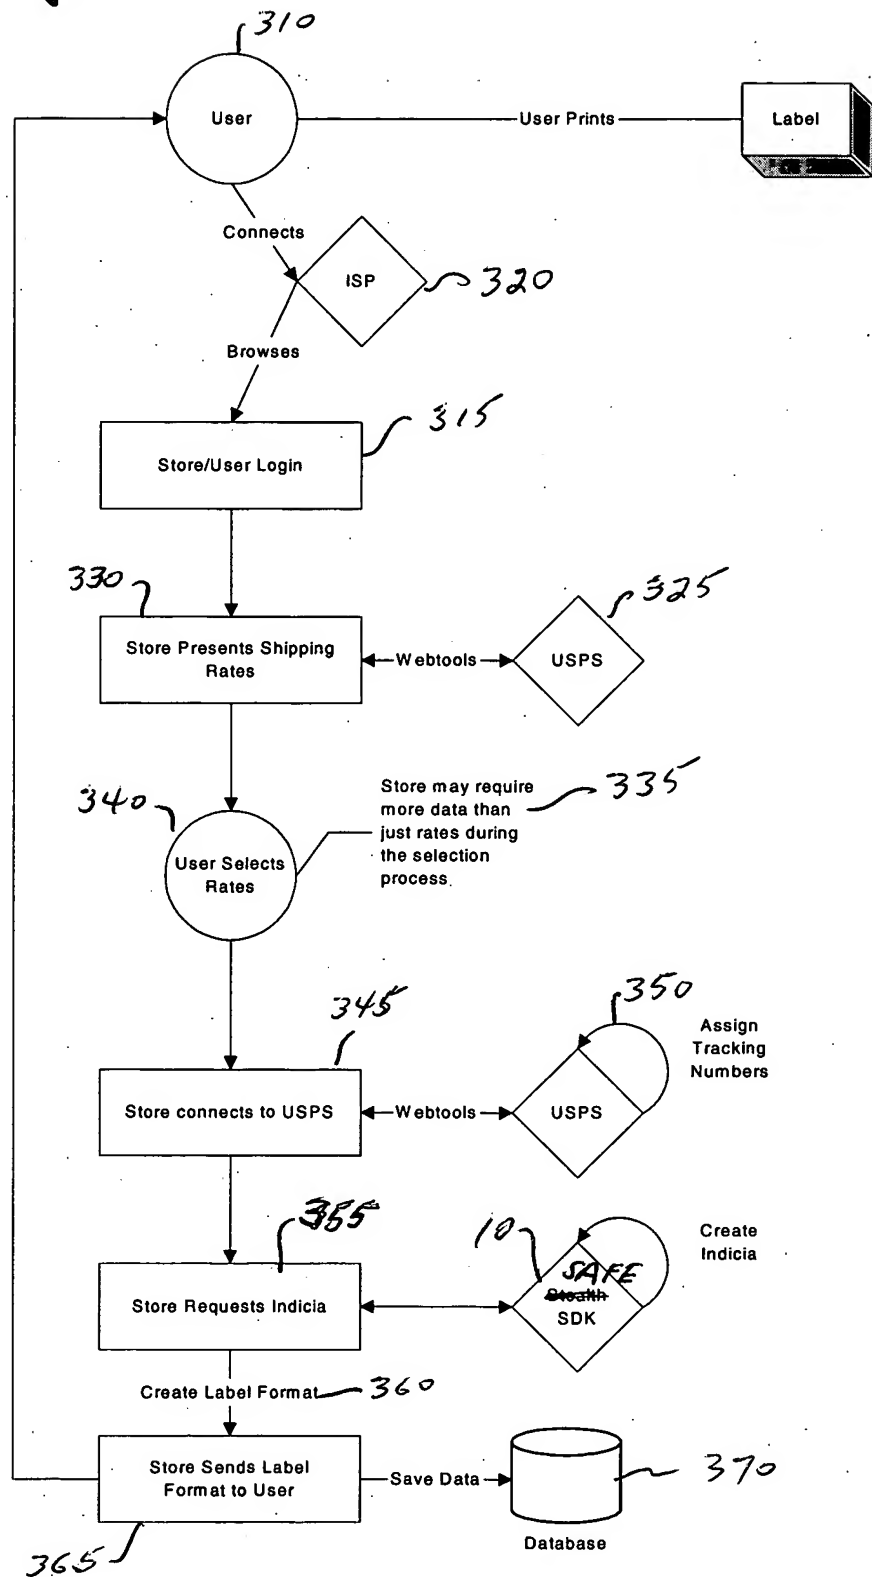 310
User
User Prints
Label
Connects
ISP
320
Browses
315
Store/User Login
330
325
Store Presents Shipping
Rates
Webtools
USPS
340
Store may require
more data than
just rates during
the selection
process.
335
User Selects
Rates
345
350
Assign
Tracking
Numbers
Store connects to USPS
Webtools
USPS
355
10
Create
Indicia
SAFE
Stealth
SDK
Store Requests Indicia
Create Label Format
360
Store Sends Label
Format to User
Save Data
370
Database
365